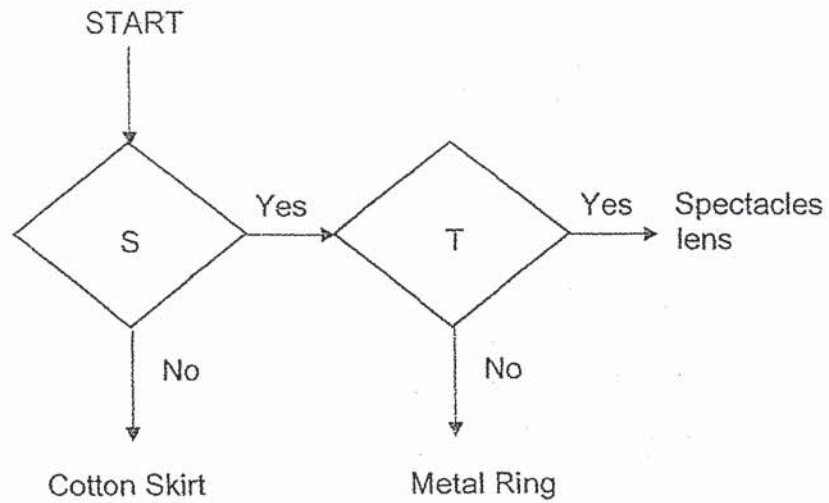 START
S
Yes
T
Yes
Spectacles
lens
No
No
Cotton Skirt
Metal Ring